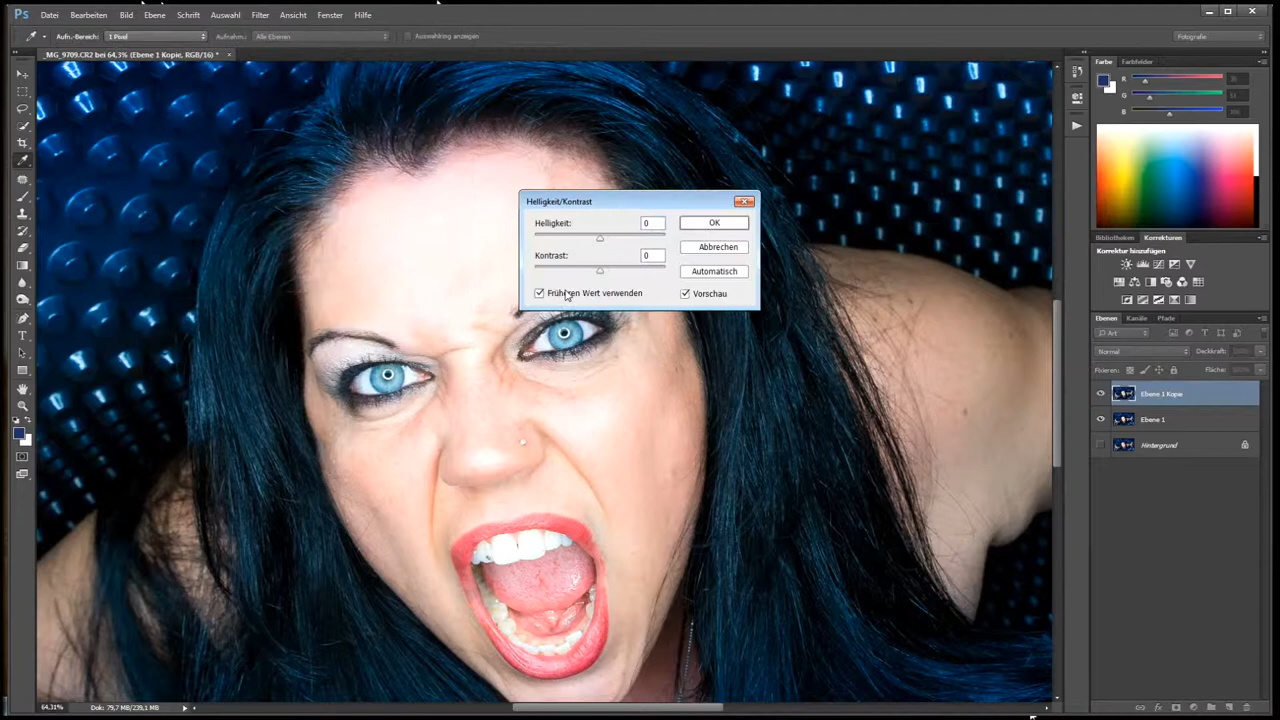 Ps Datei Bearbeiten Bild Ebene Schrift Auswahl Filter Ansicht Fenster Hilfe
Aufn.-Bereich: 1 Pixel Aufnahm.: Alle Ebenen Auswahlring anzeigen Fotografie
_MG_9709.CR2 bei 64,3% (Ebene 1 Kopie, RGB/16) *
Farbe Farbfelder
R
G
B
Helligkeit/Kontrast
Helligkeit: 0 OK
Abbrechen
Kontrast: 0
Automatisch
Früheren Wert verwenden Vorschau
Bibliotheken Korrekturen
Korrektur hinzufügen
Ebenen Kanäle Pfade
Art
Normal Deckkraft:
Fixieren: Fläche:
Ebene 1 Kopie
Ebene 1
Hintergrund
64,31% Dok: 79,7 MB/239,1 MB